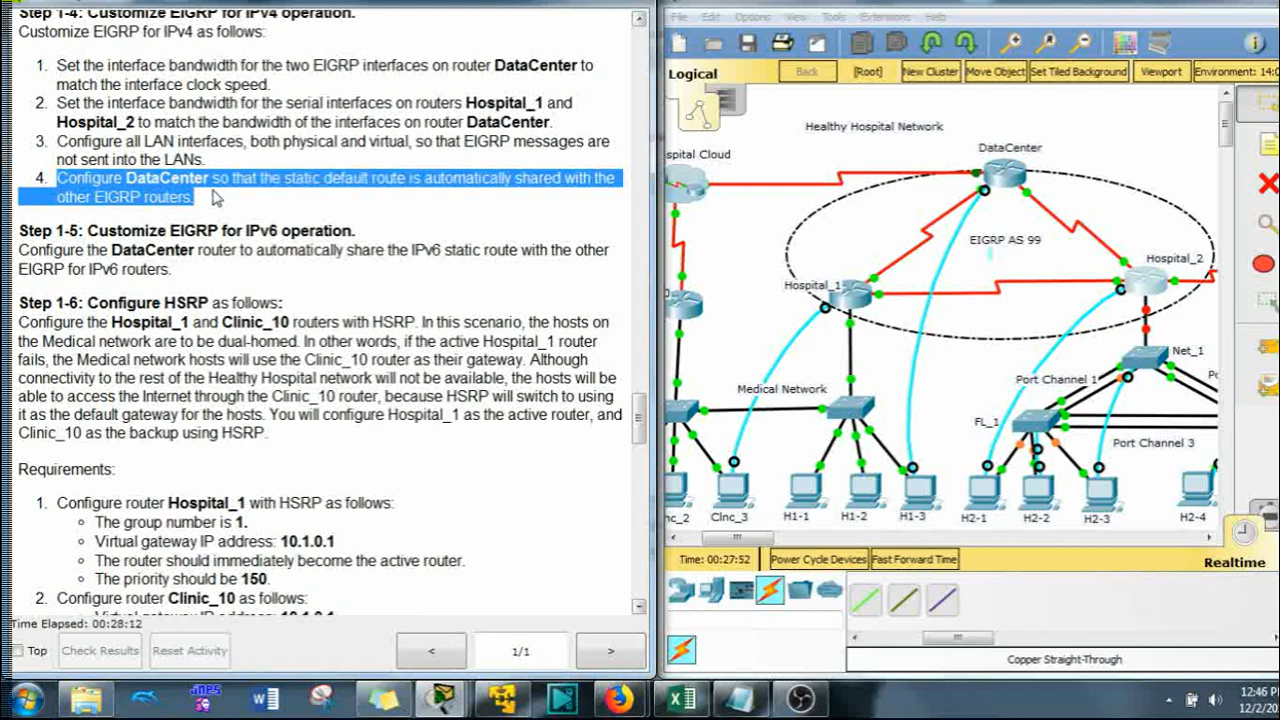 Step 1-4: Customize EIGRP for IPv4 operation.
Customize EIGRP for IPv4 as follows:
1. Set the interface bandwidth for the two EIGRP interfaces on router DataCenter to
match the interface clock speed.
2. Set the interface bandwidth for the serial interfaces on routers Hospital_1 and
Hospital_2 to match the bandwidth of the interfaces on router DataCenter.
3. Configure all LAN interfaces, both physical and virtual, so that EIGRP messages are
not sent into the LANs.
4. Configure DataCenter so that the static default route is automatically shared with the
other EIGRP routers.
Step 1-5: Customize EIGRP for IPv6 operation.
Configure the DataCenter router to automatically share the IPv6 static route with the other
EIGRP for IPv6 routers.
Step 1-6: Configure HSRP as follows:
Configure the Hospital_1 and Clinic_10 routers with HSRP. In this scenario, the hosts on
the Medical network are to be dual-homed. In other words, if the active Hospital_1 router
fails, the Medical network hosts will use the Clinic_10 router as their gateway. Although
connectivity to the rest of the Healthy Hospital network will not be available, the hosts will be
able to access the Internet through the Clinic_10 router, because HSRP will switch to using
it as the default gateway for the hosts. You will configure Hospital_1 as the active router, and
Clinic_10 as the backup using HSRP.
Requirements:
1. Configure router Hospital_1 with HSRP as follows:
○ The group number is 1.
○ Virtual gateway IP address: 10.1.0.1
○ The router should immediately become the active router.
○ The priority should be 150.
2. Configure router Clinic_10 as follows:
○ Virtual gateway IP address: 10.1.0.1
Time Elapsed: 00:28:12
Top
Check Results
Reset Activity
<
1/1
>
File Edit Options View Tools Extensions Help
Logical
Back
[Root]
New Cluster
Move Object
Set Tiled Background
Viewport
Environment: 14:0
Healthy Hospital Network
spital Cloud
DataCenter
EIGRP AS 99
Hospital_2
Hospital_1
0
Net_1
Port Channel 1
Po
Medical Network
FL_1
Port Channel 3
nc_2
Clnc_3
H1-1
H1-2
H1-3
H2-1
H2-2
H2-3
H2-4
Time: 00:27:52
Power Cycle Devices
Fast Forward Time
Realtime
Copper Straight-Through
12:46 P
12/2/20